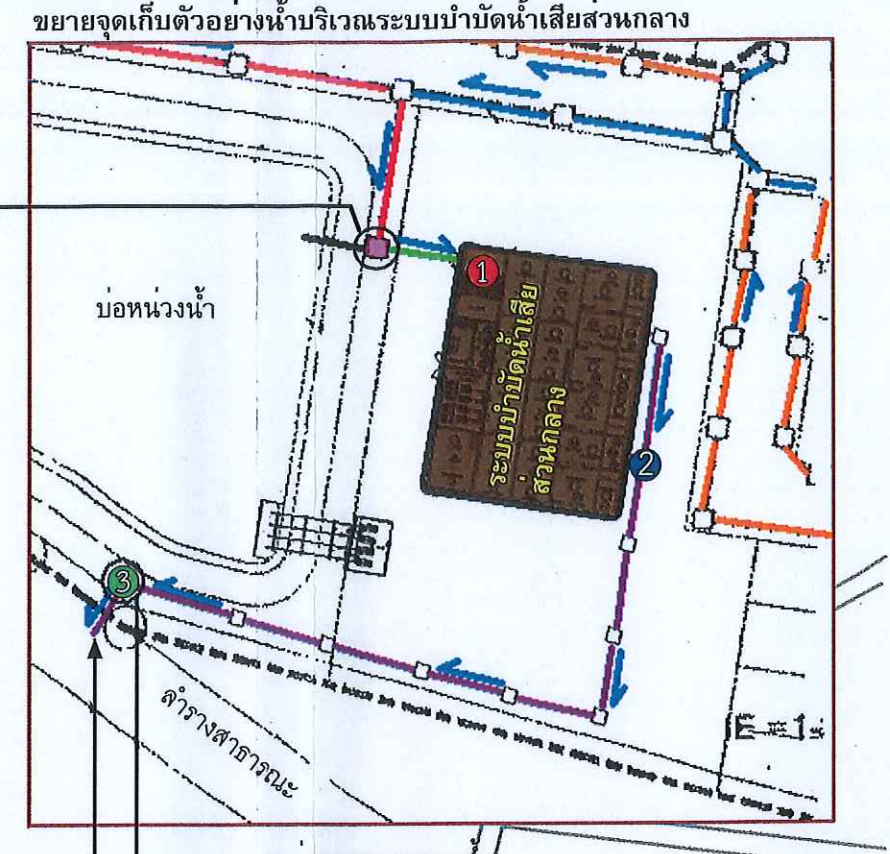 ขยายจุดเก็บตัวอย่างน้ำบริเวณระบบบำบัดน้ำเสียส่วนกลาง
1
บ่อหน่วงน้ำ
ระบบบำบัดน้ำเสีย
ส่วนกลาง
2
3
ลำรางสาธารณะ